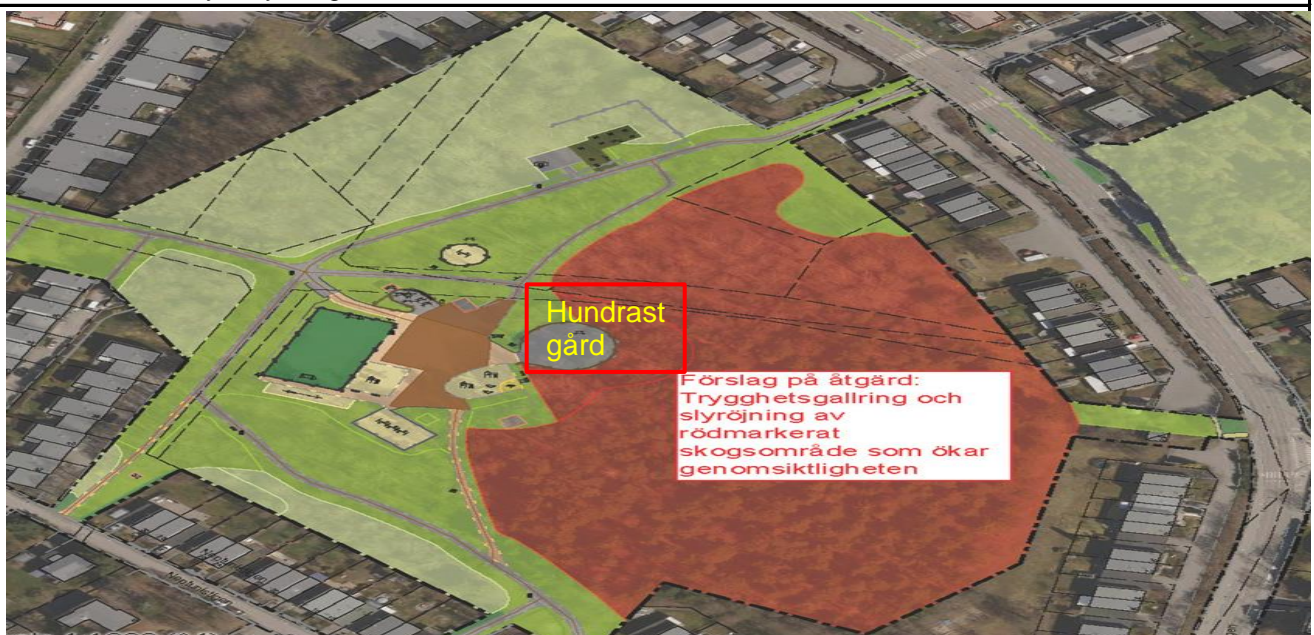 Hundrast
gård
Förslag på åtgärd:
Trygghetsgallring och
slyröjning av
rödmarkerat
skogsområde som ökar
genomsiktligheten